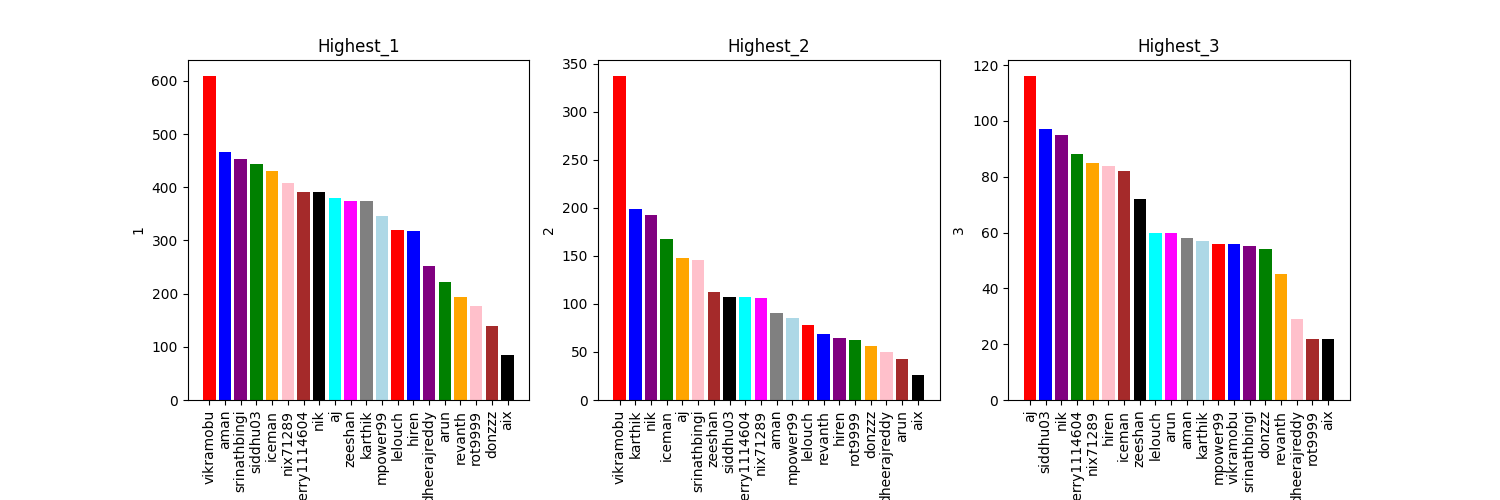 Highest_1
600
500
400
300
200
100
0
1
vikramobu
aman
srinathbingi
siddhu03
iceman
nix71289
erry1114604
nik
aj
zeeshan
karthik
mpower99
lelouch
hiren
dheerajreddy
arun
revanth
rot9999
donzzz
aix
Highest_2
350
300
250
200
150
100
50
0
2
vikramobu
karthik
nik
iceman
aj
srinathbingi
zeeshan
siddhu03
erry1114604
nix71289
aman
mpower99
lelouch
revanth
hiren
rot9999
donzzz
dheerajreddy
arun
aix
Highest_3
120
100
80
60
40
20
0
3
aj
siddhu03
nik
erry1114604
nix71289
hiren
iceman
zeeshan
lelouch
arun
aman
karthik
mpower99
vikramobu
srinathbingi
donzzz
revanth
dheerajreddy
rot9999
aix